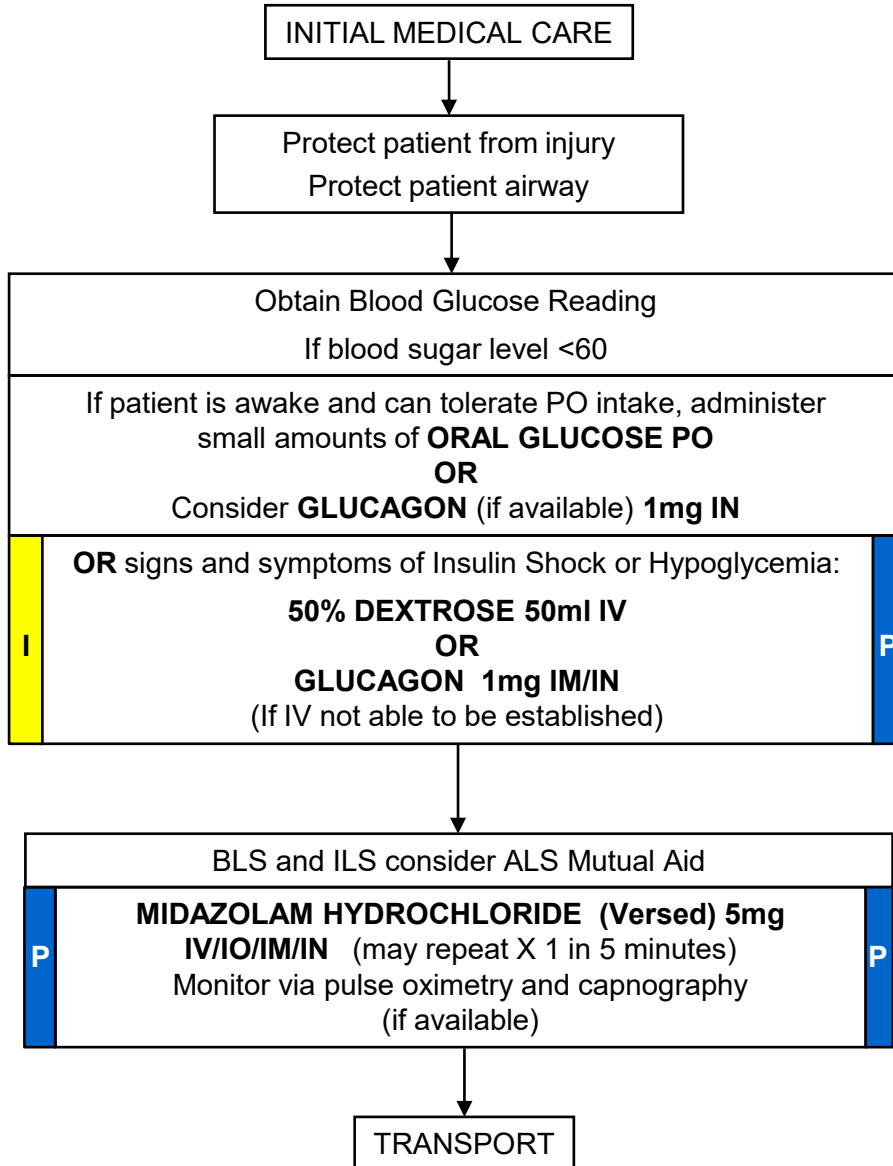 INITIAL MEDICAL CARE
Protect patient from injury
Protect patient airway
Obtain Blood Glucose Reading
If blood sugar level <60
If patient is awake and can tolerate PO intake, administer
small amounts of ORAL GLUCOSE PO
OR
Consider GLUCAGON (if available) 1mg IN
OR signs and symptoms of Insulin Shock or Hypoglycemia:
50% DEXTROSE 50ml IV
OR
I
P
GLUCAGON 1mg IM/IN
(If IV not able to be established)
BLS and ILS consider ALS Mutual Aid
MIDAZOLAM HYDROCHLORIDE (Versed) 5mg
IV/IO/IM/IN (may repeat X 1 in 5 minutes)
P
P
Monitor via pulse oximetry and capnography
(if available)
TRANSPORT